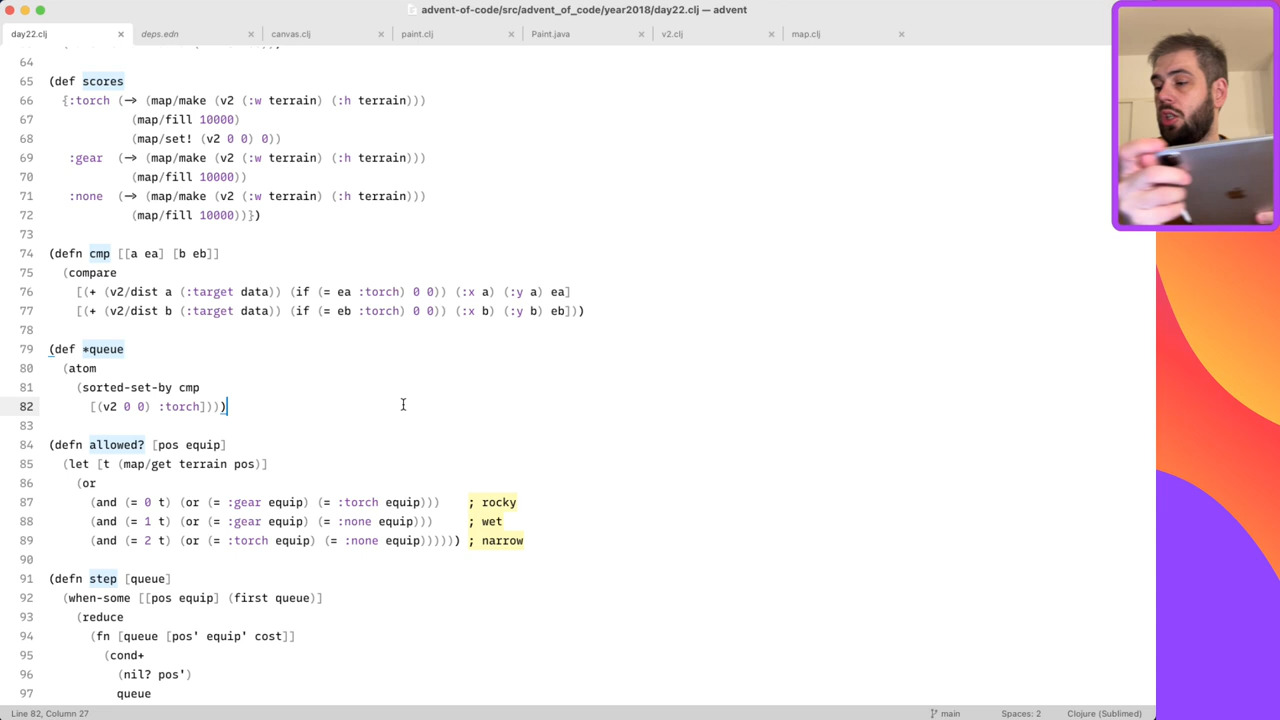 advent-of-code/src/advent_of_code/year2018/day22.clj — advent
day22.clj × deps.edn × canvas.clj × paint.clj × Paint.java × v2.clj × map.clj ×
64
65 (def scores
66 {:torch (-> (map/make (v2 (:w terrain) (:h terrain)))
67 (map/fill 10000)
68 (map/set! (v2 0 0) 0))
69 :gear (-> (map/make (v2 (:w terrain) (:h terrain)))
70 (map/fill 10000))
71 :none (-> (map/make (v2 (:w terrain) (:h terrain)))
72 (map/fill 10000))})
73
74 (defn cmp [[a ea] [b eb]]
75 (compare
76 [(+ (v2/dist a (:target data)) (if (= ea :torch) 0 0)) (:x a) (:y a) ea]
77 [(+ (v2/dist b (:target data)) (if (= eb :torch) 0 0)) (:x b) (:y b) eb]))
78
79 (def *queue
80 (atom
81 (sorted-set-by cmp
82 [(v2 0 0) :torch])))
83
84 (defn allowed? [pos equip]
85 (let [t (map/get terrain pos)]
86 (or
87 (and (= 0 t) (or (= :gear equip) (= :torch equip))) ; rocky
88 (and (= 1 t) (or (= :gear equip) (= :none equip))) ; wet
89 (and (= 2 t) (or (= :torch equip) (= :none equip)))))) ; narrow
90
91 (defn step [queue]
92 (when-some [[pos equip] (first queue)]
93 (reduce
94 (fn [queue [pos' equip' cost]]
95 (cond+
96 (nil? pos')
97 queue
Line 82, Column 27 main Spaces: 2 Clojure (Sublimed)